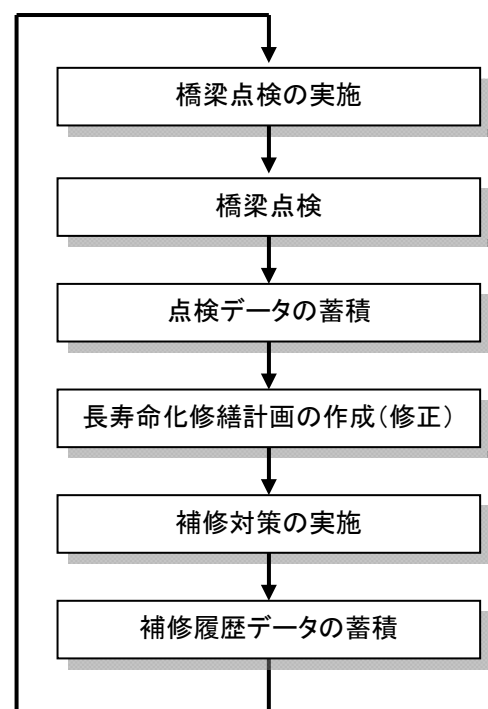 橋梁点検の実施
橋梁点検
点検データの蓄積
長寿命化修繕計画の作成（修正）
補修対策の実施
補修履歴データの蓄積